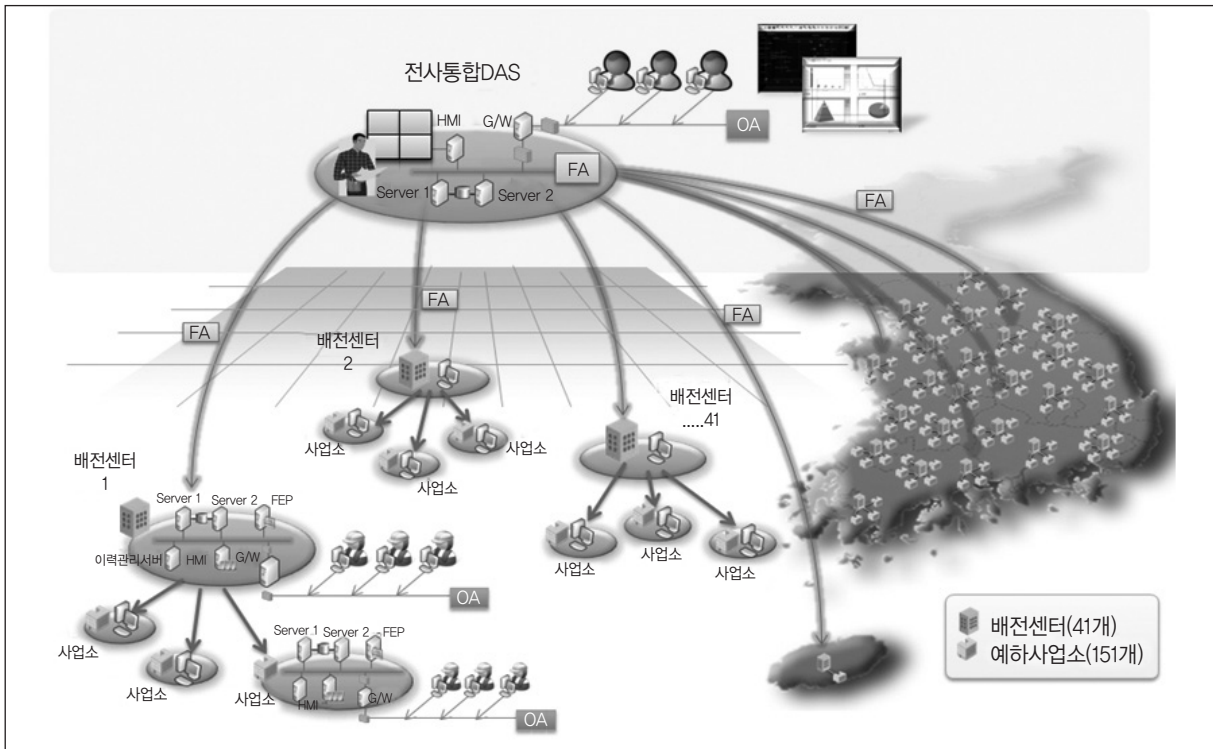 전사통합DAS
HMI
G/W
OA
FA
Server 1
Server 2
FA
FA
FA
FA
배전센터
2
사업소
사업소
사업소
배전센터
.....41
사업소
사업소
사업소
배전센터
1
Server 1
Server 2
FEP
이력관리서버
HMI
G/W
OA
사업소
사업소
사업소
Server 1
Server 2
FEP
HMI
G/W
OA
배전센터(41개)
예하사업소(151개)